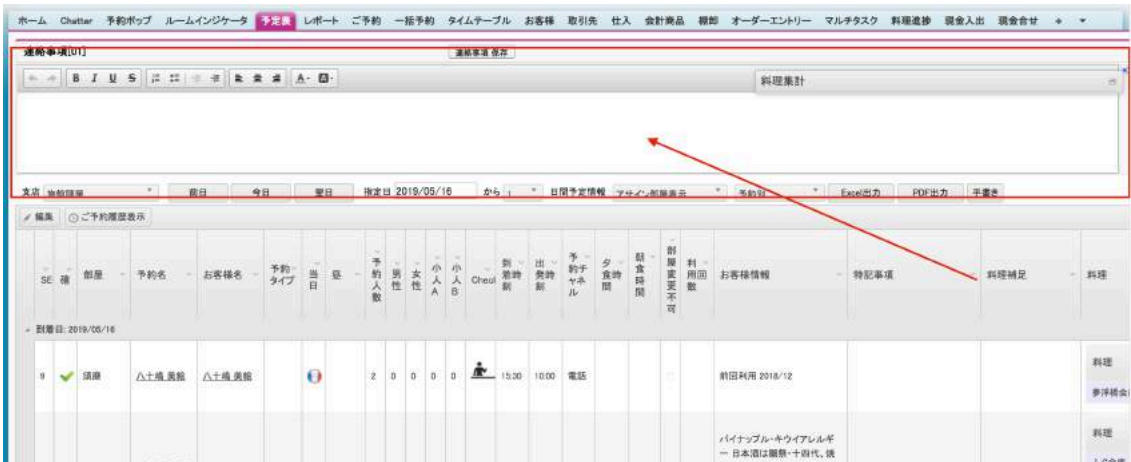 ホーム Chatter 予約ポップ ルームインジケータ 予定表 レポート ご予約 一括予約 タイムテーブル お客様 取引先 仕入 会計商品 棚卸 オーダーエントリー マルチタスク 料理進捗 現金入出 現金合せ +
連絡事項[01] 連絡事項 保存
B I U S A A
料理集計
支店 前日 今日 翌日 指定日 2019/05/16 から 1 日間予定情報 アサイン部屋表示 予約別 Excel出力 PDF出力 平書き
編集 ご予約履歴表示
SE 確 部屋 予約名 お客様名 予約タイプ 当日 昼 予約人数 男性 女性 小人A 小人B CheckI 到着時刻 出発時刻 予約チャネル 夕食時間 朝食時間 部屋変更不可 利用回数 お客様情報 特記事項 料理補足 料理
到着日: 2019/05/16
9 須磨 八十嶋 美絵 八十嶋 美絵 2 0 0 0 0 15:30 10:00 電話 前回利用 2018/12 料理
パイナップル・キウイアレルギ 料理
ー 日本酒は獺祭・十四代、焼